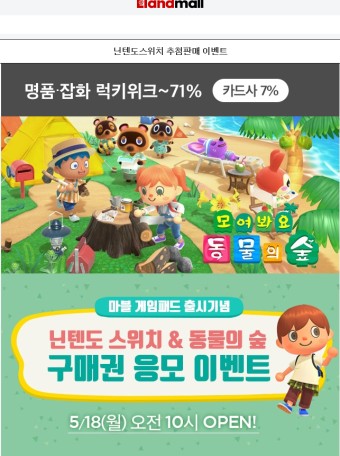 Elandmall
닌텐도스위치 추첨판매 이벤트
명품·잡화 럭키위크~71% 카드사 7%
모여봐요
동물의숲
마블 게임패드 출시기념
닌텐도 스위치 & 동물의 숲
구매권 응모 이벤트
5/18(월) 오전 10시 OPEN!